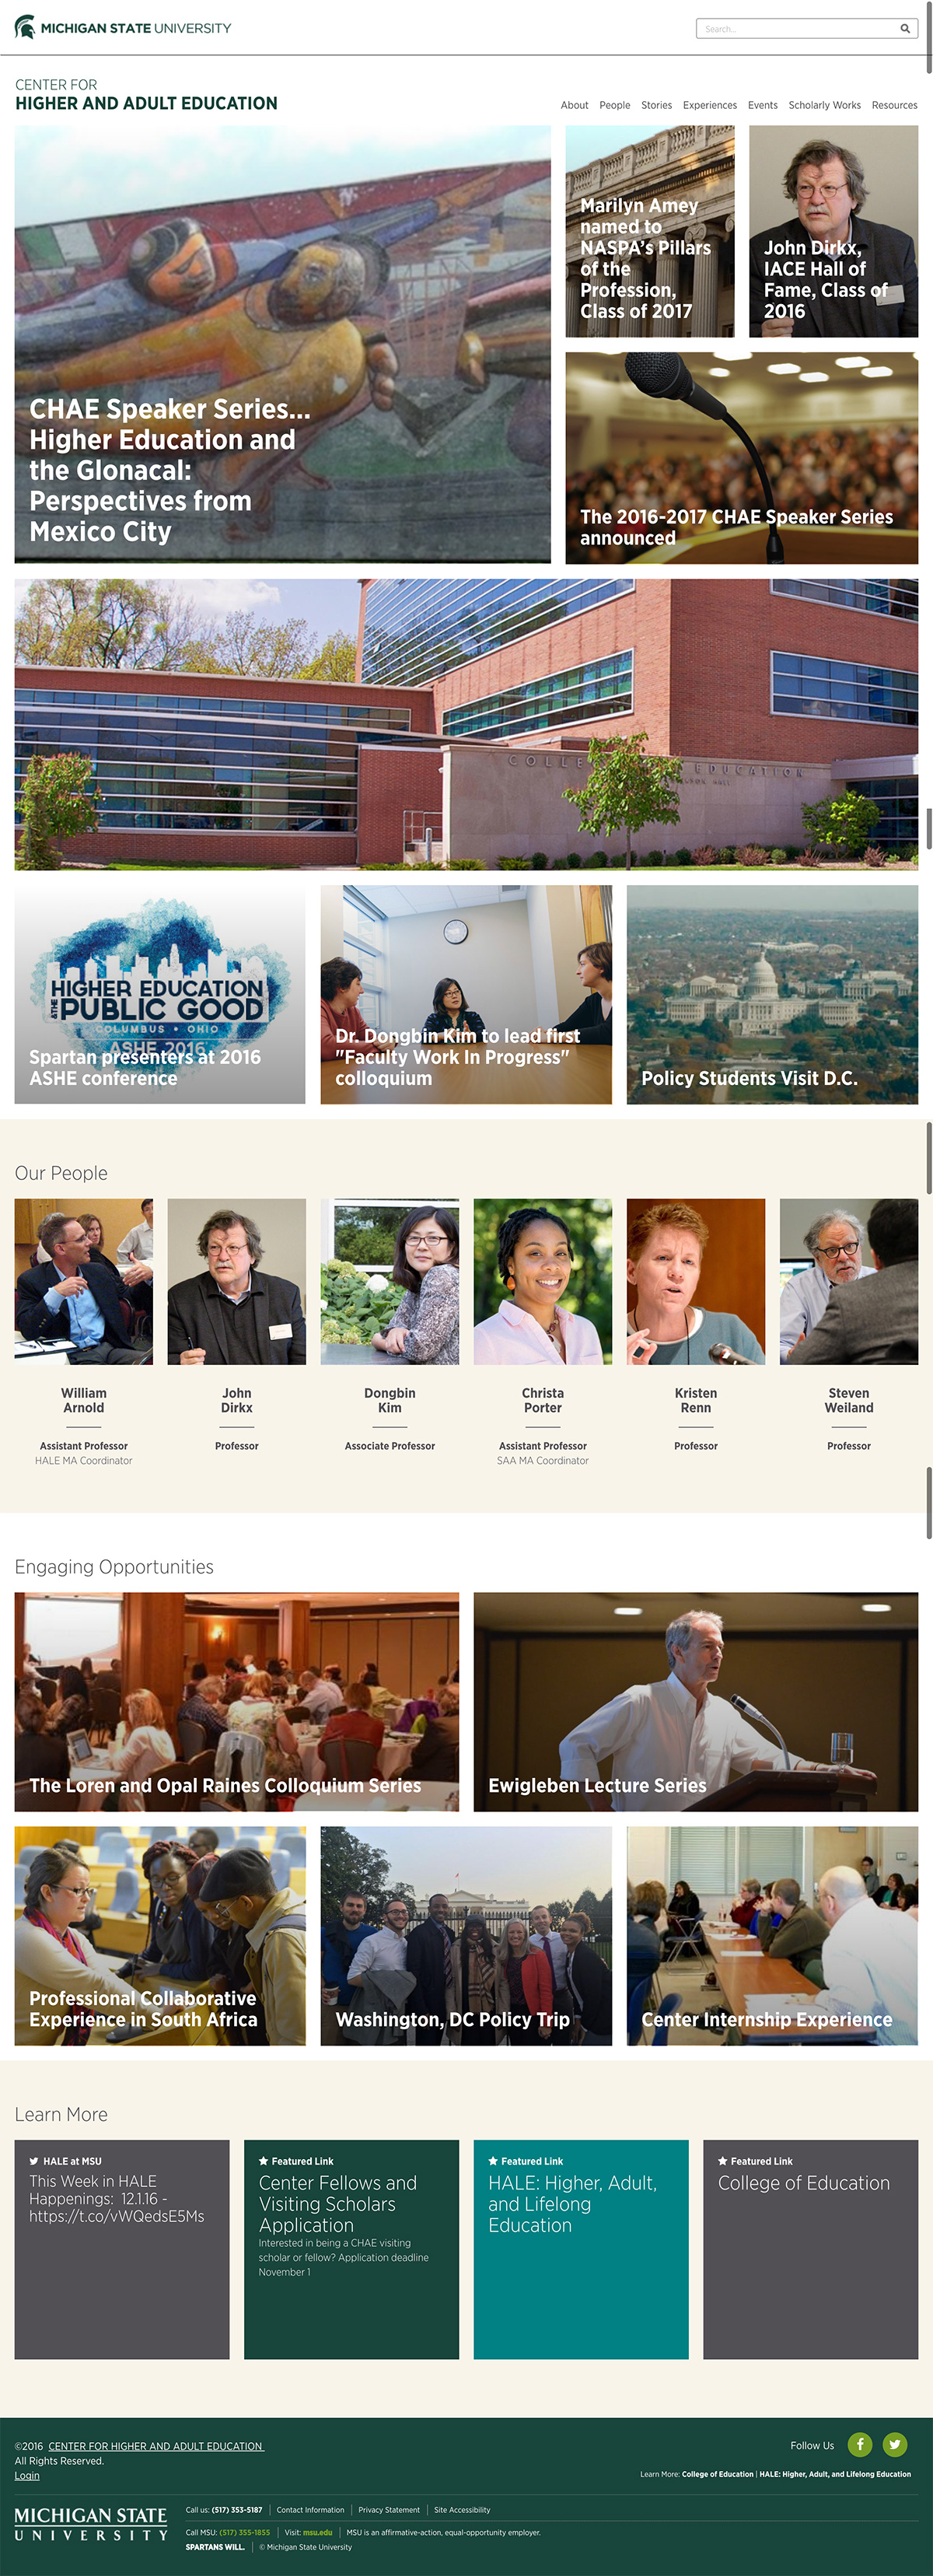 MICHIGAN STATE UNIVERSITY
Search...
CENTER FOR
HIGHER AND ADULT EDUCATION
About People Stories Experiences Events Scholarly Works Resources
CHAE Speaker Series...
Higher Education and
the Glonacal:
Perspectives from
Mexico City
Marilyn Amey
named to
NASPA's Pillars
of the
Profession,
Class of 2017
John Dirkx,
IACE Hall of
Fame, Class of
2016
The 2016-2017 CHAE Speaker Series
announced
COLLE EDUCATION
HIGHER EDUCATION
& THE PUBLIC GOOD
COLUMBUS • OHIO
ASHE 2016
Spartan presenters at 2016
ASHE conference
Dr. Dongbin Kim to lead first
"Faculty Work In Progress"
colloquium
Policy Students Visit D.C.
Our People
William
Arnold
Assistant Professor
HALE MA Coordinator
John
Dirkx
Professor
Dongbin
Kim
Associate Professor
Christa
Porter
Assistant Professor
SAA MA Coordinator
Kristen
Renn
Professor
Steven
Weiland
Professor
Engaging Opportunities
The Loren and Opal Raines Colloquium Series
Ewigleben Lecture Series
Professional Collaborative
Experience in South Africa
Washington, DC Policy Trip
Center Internship Experience
Learn More
HALE at MSU
This Week in HALE
Happenings: 12.1.16 -
https://t.co/vWQedsE5Ms
Featured Link
Center Fellows and
Visiting Scholars
Application
Interested in being a CHAE visiting
scholar or fellow? Application deadline
November 1
Featured Link
HALE: Higher, Adult,
and Lifelong
Education
Featured Link
College of Education
©2016 CENTER FOR HIGHER AND ADULT EDUCATION
All Rights Reserved.
Login
Follow Us
Learn More: College of Education | HALE: Higher, Adult, and Lifelong Education
MICHIGAN STATE
UNIVERSITY
Call us: (517) 353-5187 | Contact Information | Privacy Statement | Site Accessibility
Call MSU: (517) 355-1855 | Visit: msu.edu | MSU is an affirmative-action, equal-opportunity employer.
SPARTANS WILL. | © Michigan State University